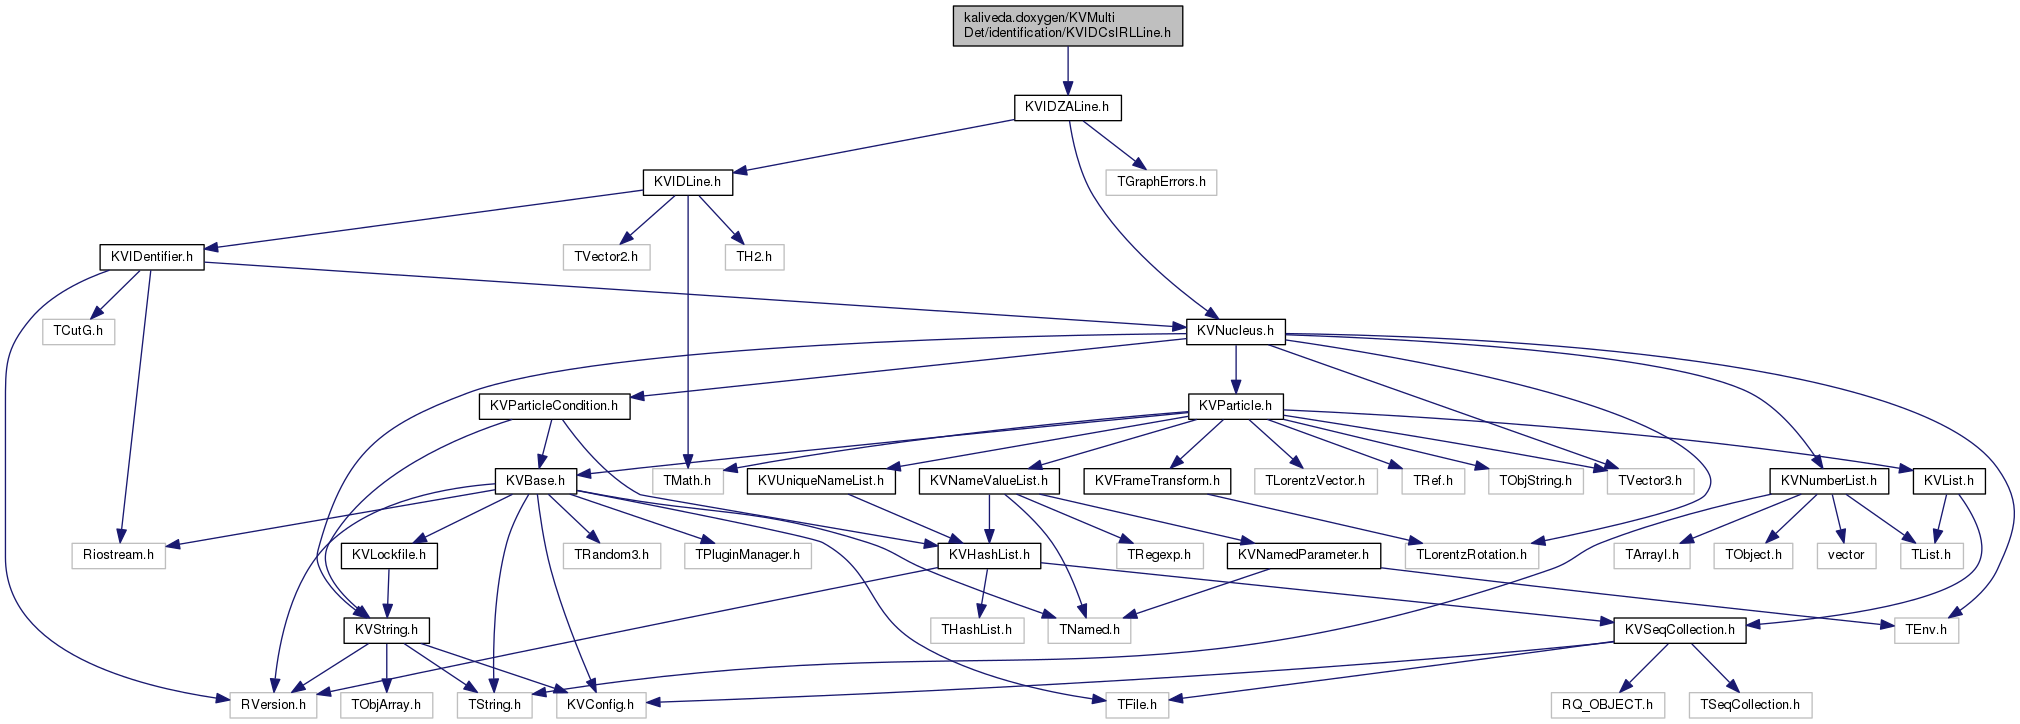 kaliveda.doxygen/KVMulti
Det/identification/KVIDCsIRLLine.h
KVIDZALine.h
KVIDLine.h
TGraphErrors.h
KVIDentifier.h
TVector2.h
TH2.h
TCutG.h
KVNucleus.h
KVParticleCondition.h
KVParticle.h
KVBase.h
TMath.h
KVUniqueNameList.h
KVNameValueList.h
KVFrameTransform.h
TLorentzVector.h
TRef.h
TObjString.h
TVector3.h
KVNumberList.h
KVList.h
Riostream.h
KVLockfile.h
TRandom3.h
TPluginManager.h
KVHashList.h
TRegexp.h
KVNamedParameter.h
TLorentzRotation.h
TArrayI.h
TObject.h
vector
TList.h
KVString.h
THashList.h
TNamed.h
KVSeqCollection.h
TEnv.h
RVersion.h
TObjArray.h
TString.h
KVConfig.h
TFile.h
RQ_OBJECT.h
TSeqCollection.h